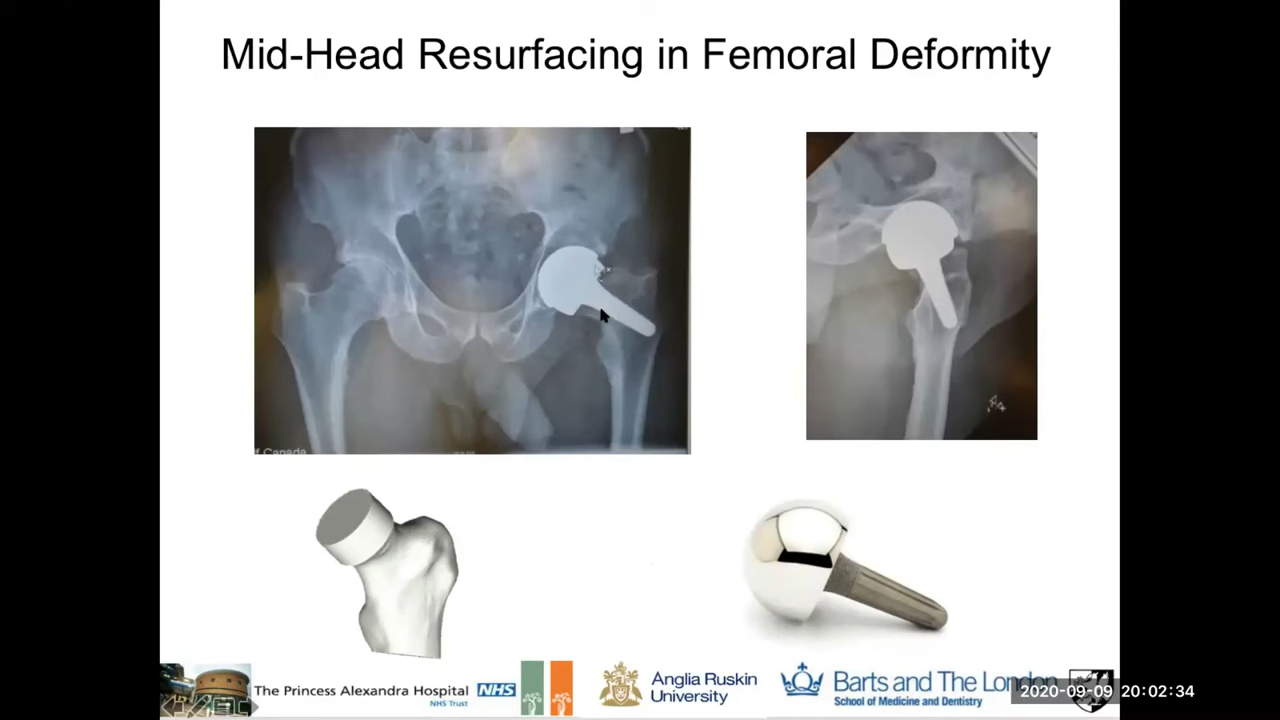 Mid-Head Resurfacing in Femoral Deformity
f Canada
The Princess Alexandra Hospital NHS
NHS Trust
Anglia Ruskin
University
Barts and The London
School of Medicine and Dentistry
2020-09-09 20:02:34